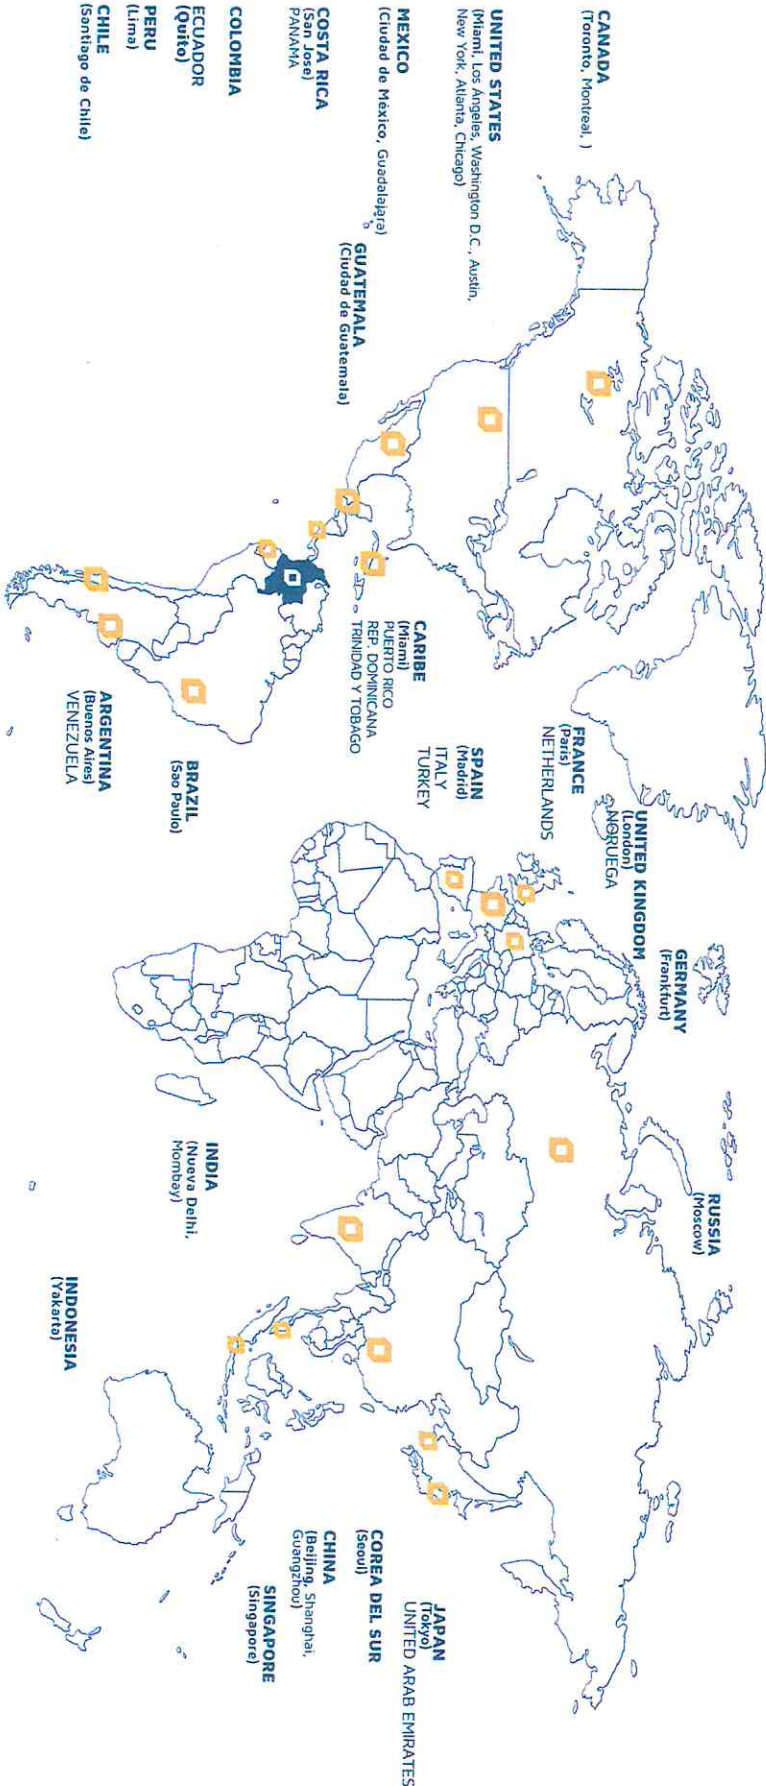 CANADA
(Toronto, Montreal, )
UNITED STATES
(Miami, Los Ángeles, Washington D.C., Austin,
New York, Atlanta, Chicago)
MEXICO
(Ciudad de México, Guadalajara)
GUATEMALA
(Ciudad de Guatemala)
COSTA RICA
(San Jose)
PANAMA
COLOMBIA
ECUADOR
(Quito)
PERU
(Lima)
CHILE
(Santiago de Chile)
CARIBE
(Miami)
PUERTO RICO
REP. DOMINICANA
TRINIDAD Y TOBAGO
ARGENTINA
(Buenos Aires)
VENEZUELA
BRAZIL
(Sao Paulo)
SPAIN
(Madrid)
ITALY
TURKEY
FRANCE
(Paris)
NETHERLANDS
UNITED KINGDOM
(London)
NORUEGA
GERMANY
(Frankfurt)
RUSSIA
(Moscow)
INDIA
(Nueva Delhi,
Mombay)
INDONESIA
(Yakarta)
JAPAN
(Tokyo)
UNITED ARAB EMIRATES
COREA DEL SUR
(Seoul)
CHINA
(Beijing, Shanghai,
Guangzhou)
SINGAPORE
(Singapore)